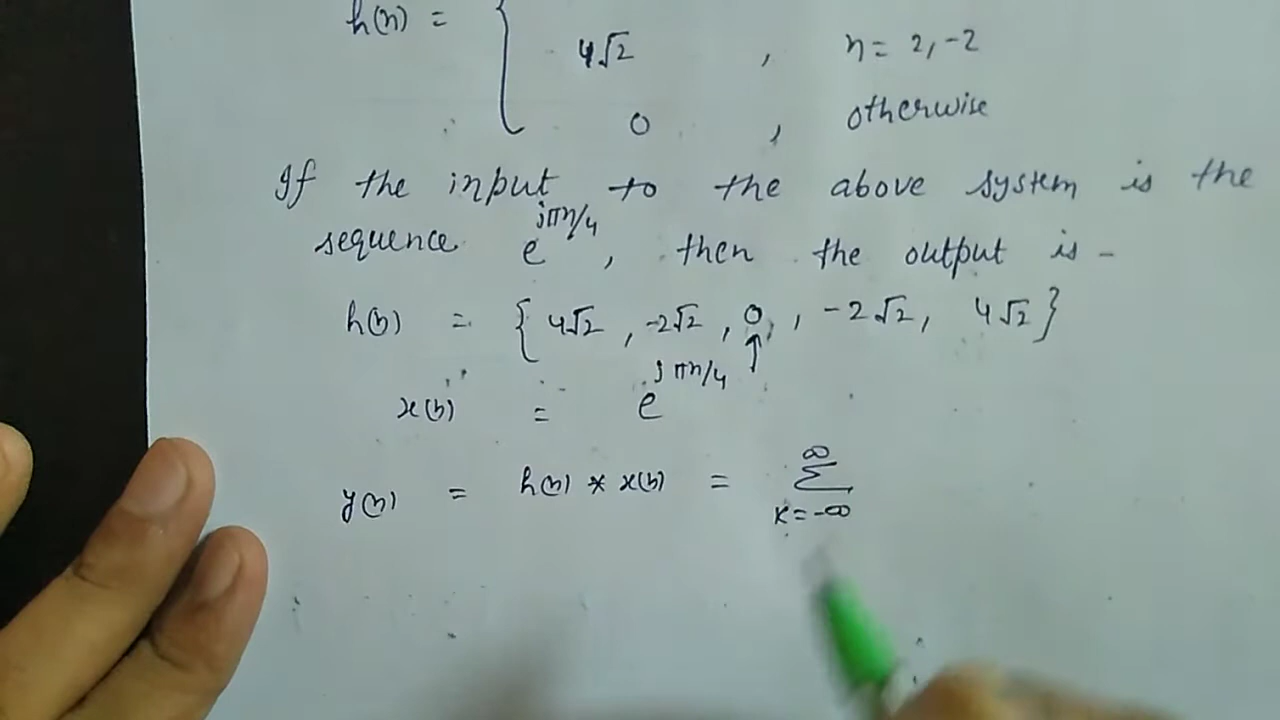 h(n) = {
4√2 , n = 2, -2
0 , otherwise
If the input to the above system is the
sequence e^{jπn/4}, then the output is -
h(n) = { 4√2 , -2√2 , 0 , -2√2 , 4√2 }
↑
x(n) = e^{jπn/4}
y(n) = h(n) * x(n) = ∞ Σ K=-∞